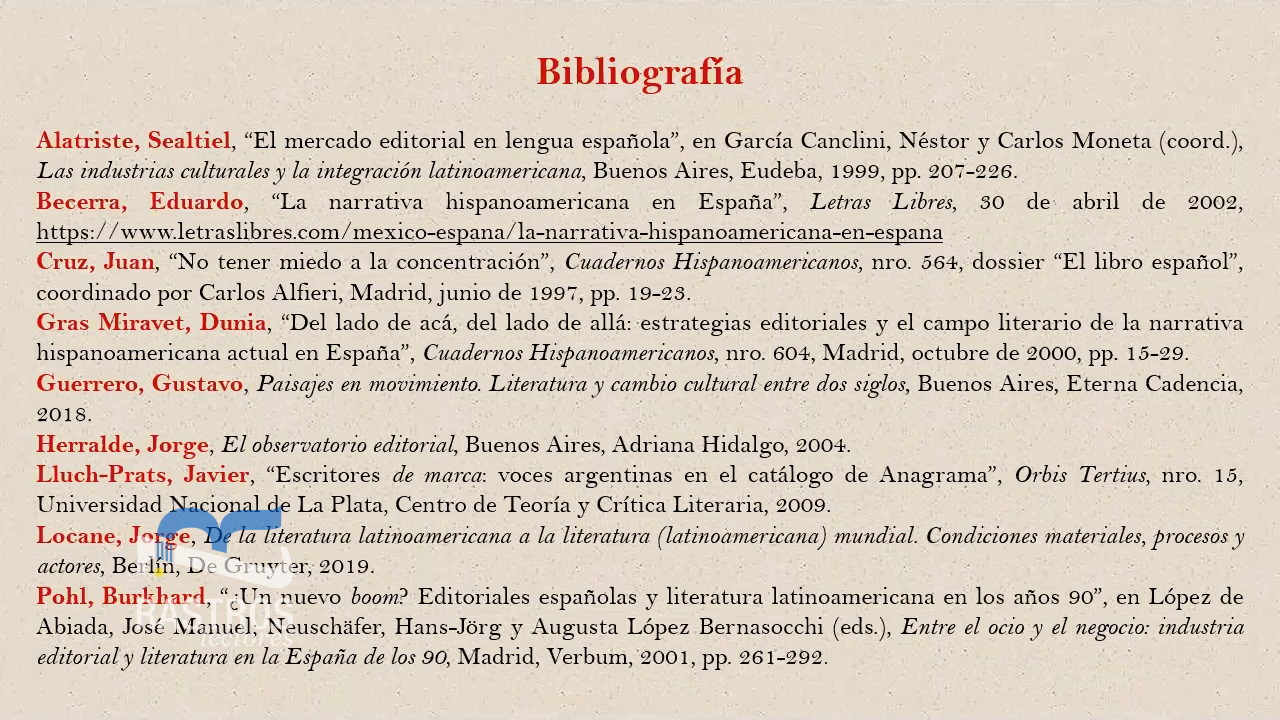 Bibliografía
Alatriste, Sealtiel, “El mercado editorial en lengua española”, en García Canclini, Néstor y Carlos Moneta (coord.),
Las industrias culturales y la integración latinoamericana, Buenos Aires, Eudeba, 1999, pp. 207-226.
Becerra, Eduardo, “La narrativa hispanoamericana en España”, Letras Libres, 30 de abril de 2002,
https://www.letraslibres.com/mexico-espana/la-narrativa-hispanoamericana-en-espana
Cruz, Juan, “No tener miedo a la concentración”, Cuadernos Hispanoamericanos, nro. 564, dossier “El libro español”,
coordinado por Carlos Alfieri, Madrid, junio de 1997, pp. 19-23.
Gras Miravet, Dunia, “Del lado de acá, del lado de allá: estrategias editoriales y el campo literario de la narrativa
hispanoamericana actual en España”, Cuadernos Hispanoamericanos, nro. 604, Madrid, octubre de 2000, pp. 15-29.
Guerrero, Gustavo, Paisajes en movimiento. Literatura y cambio cultural entre dos siglos, Buenos Aires, Eterna Cadencia,
2018.
Herralde, Jorge, El observatorio editorial, Buenos Aires, Adriana Hidalgo, 2004.
Lluch-Prats, Javier, “Escritores de marca: voces argentinas en el catálogo de Anagrama”, Orbis Tertius, nro. 15,
Universidad Nacional de La Plata, Centro de Teoría y Crítica Literaria, 2009.
Locane, Jorge, De la literatura latinoamericana a la literatura (latinoamericana) mundial. Condiciones materiales, procesos y
actores, Berlín, De Gruyter, 2019.
Pohl, Burkhard, “¿Un nuevo boom? Editoriales españolas y literatura latinoamericana en los años 90”, en López de
Abiada, José Manuel, Neuschäfer, Hans-Jörg y Augusta López Bernasocchi (eds.), Entre el ocio y el negocio: industria
editorial y literatura en la España de los 90, Madrid, Verbum, 2001, pp. 261-292.
RASTROS
lectores